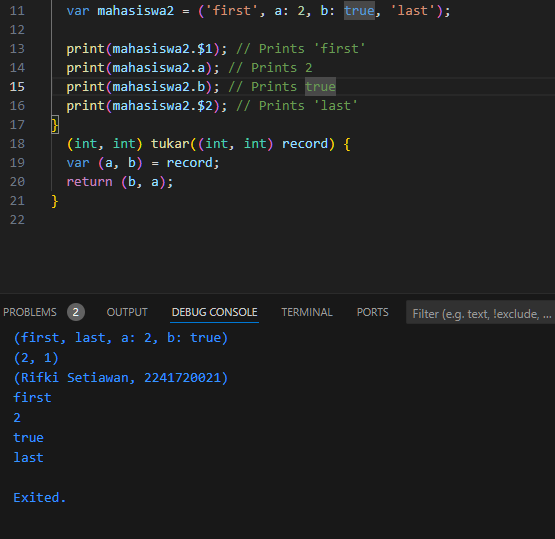 11 var mahasiswa2 = ('first', a: 2, b: true, 'last');
12
13 print(mahasiswa2.$1); // Prints 'first'
14 print(mahasiswa2.a); // Prints 2
15 print(mahasiswa2.b); // Prints true
16 print(mahasiswa2.$2); // Prints 'last'
17 }
18 (int, int) tukar((int, int) record) {
19 var (a, b) = record;
20 return (b, a);
21 }
22
PROBLEMS 2 OUTPUT DEBUG CONSOLE TERMINAL PORTS Filter (e.g. text, !exclude, ...
(first, last, a: 2, b: true)
(2, 1)
(Rifki Setiawan, 2241720021)
first
2
true
last
Exited.